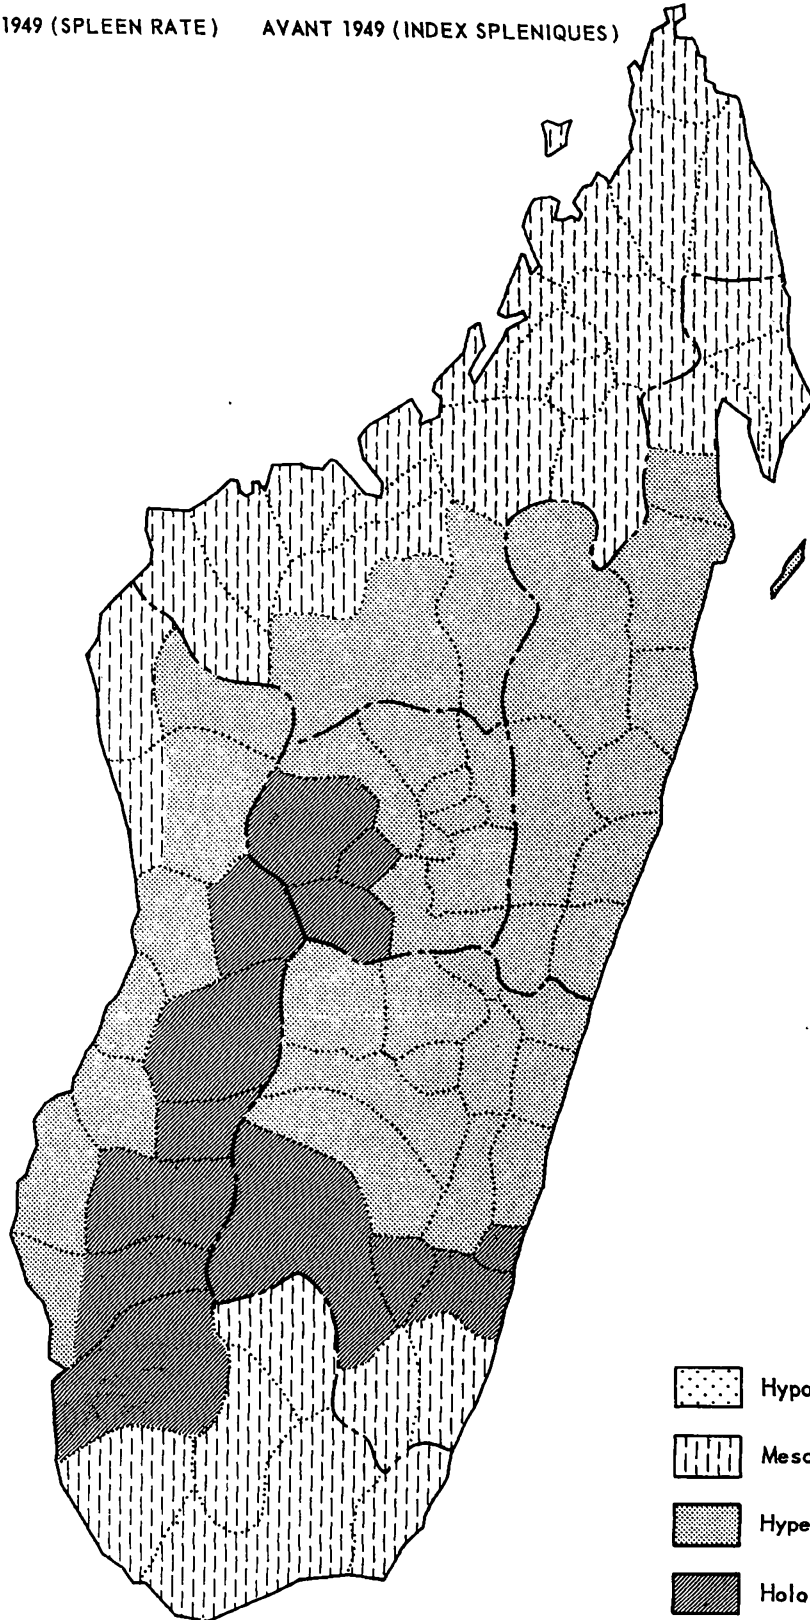 1949 (SPLEEN RATE) AVANT 1949 (INDEX SPLENIQUES)
Hypo
Meso
Hype
Holo